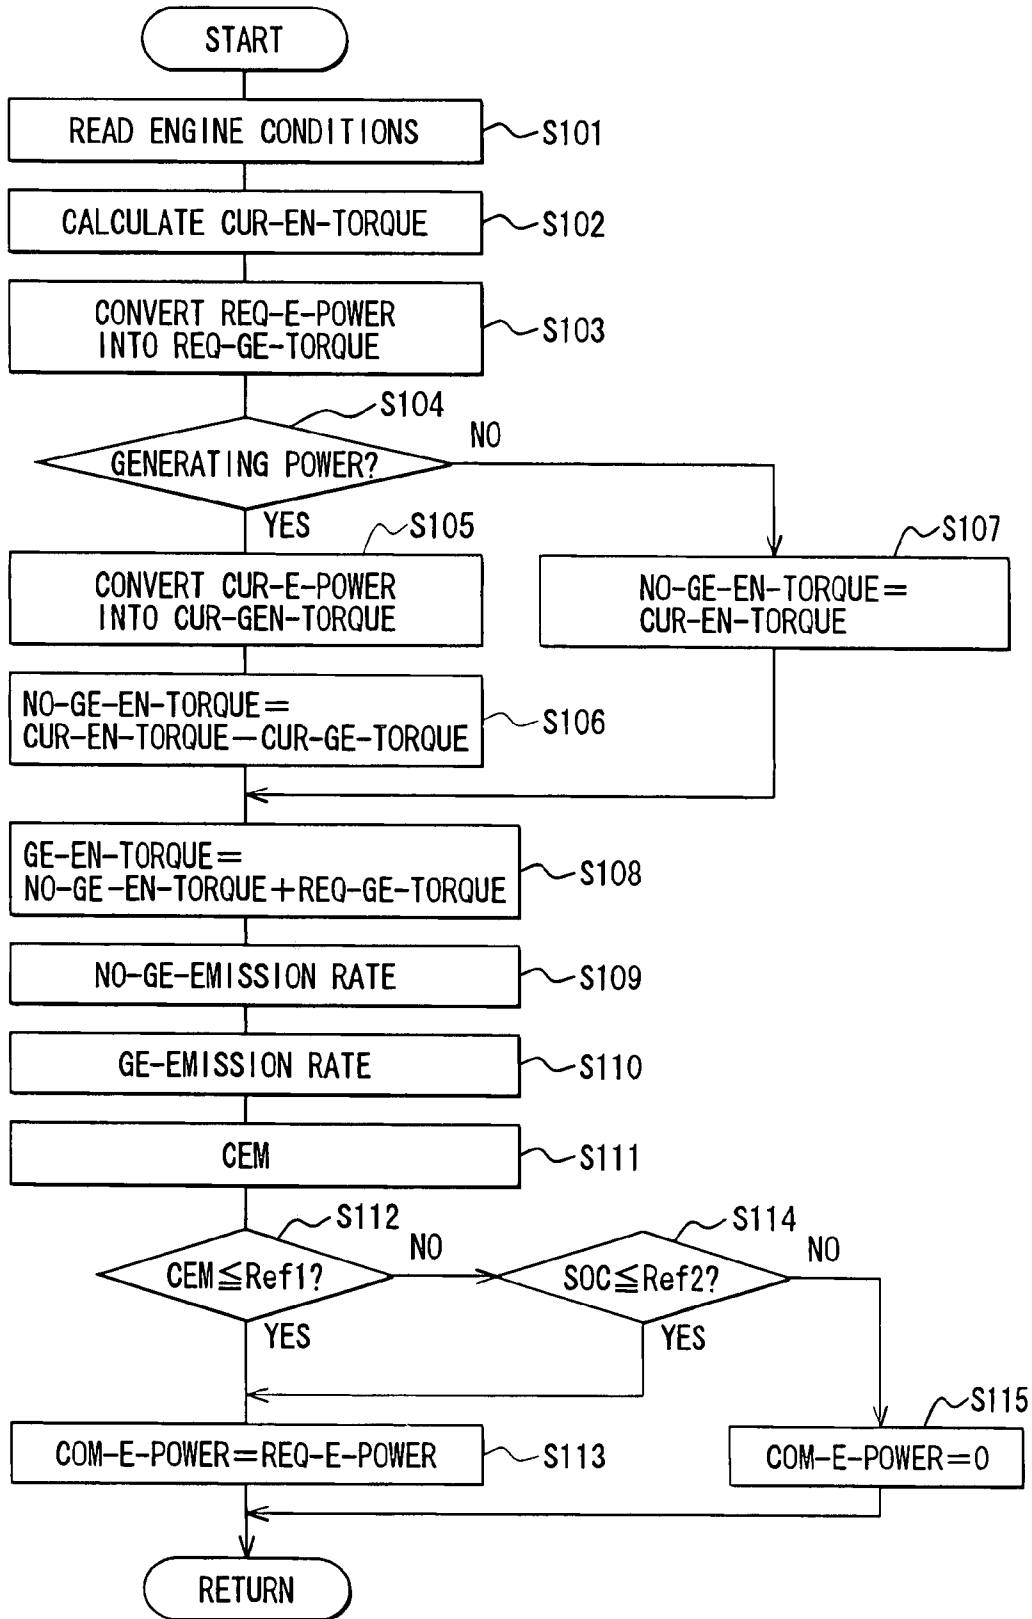 START
READ ENGINE CONDITIONS
S101
CALCULATE CUR-EN-TORQUE
S102
CONVERT REQ-E-POWER
INTO REQ-GE-TORQUE
S103
S104
GENERATING POWER?
NO
YES
S105
CONVERT CUR-E-POWER
INTO CUR-GEN-TORQUE
S107
NO-GE-EN-TORQUE=
CUR-EN-TORQUE
NO-GE-EN-TORQUE=
CUR-EN-TORQUE-CUR-GE-TORQUE
S106
GE-EN-TORQUE=
NO-GE-EN-TORQUE+REQ-GE-TORQUE
S108
NO-GE-EMISSION RATE
S109
GE-EMISSION RATE
S110
CEM
S111
S112
CEM≦Ref1?
NO
YES
S114
SOC≦Ref2?
NO
YES
COM-E-POWER=REQ-E-POWER
S113
S115
COM-E-POWER=0
RETURN